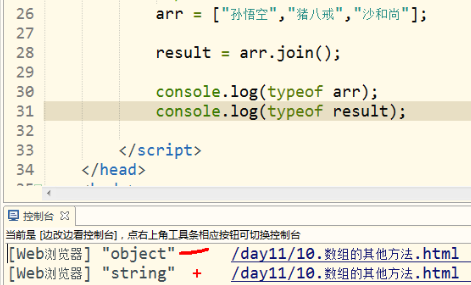 26 arr = ["孙悟空","猪八戒","沙和尚"];
27
28 result = arr.join();
29
30 console.log(typeof arr);
31 console.log(typeof result);
32
33 </script>
34 </head>
控制台
当前是 [边改边看控制台]，点右上角工具条相应按钮可切换控制台
[Web浏览器] "object" /day11/10.数组的其他方法.html
[Web浏览器] "string" + /day11/10.数组的其他方法.html